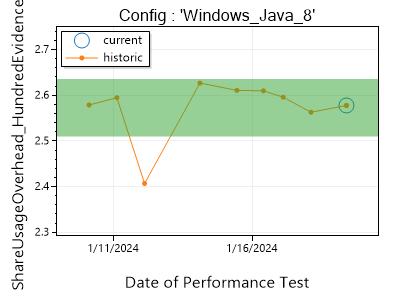 Config : 'Windows_Java_8'
ShareUsageOverhead_HundredEvidence
current
historic
2.7
2.6
2.5
2.4
2.3
1/11/2024
1/16/2024
Date of Performance Test